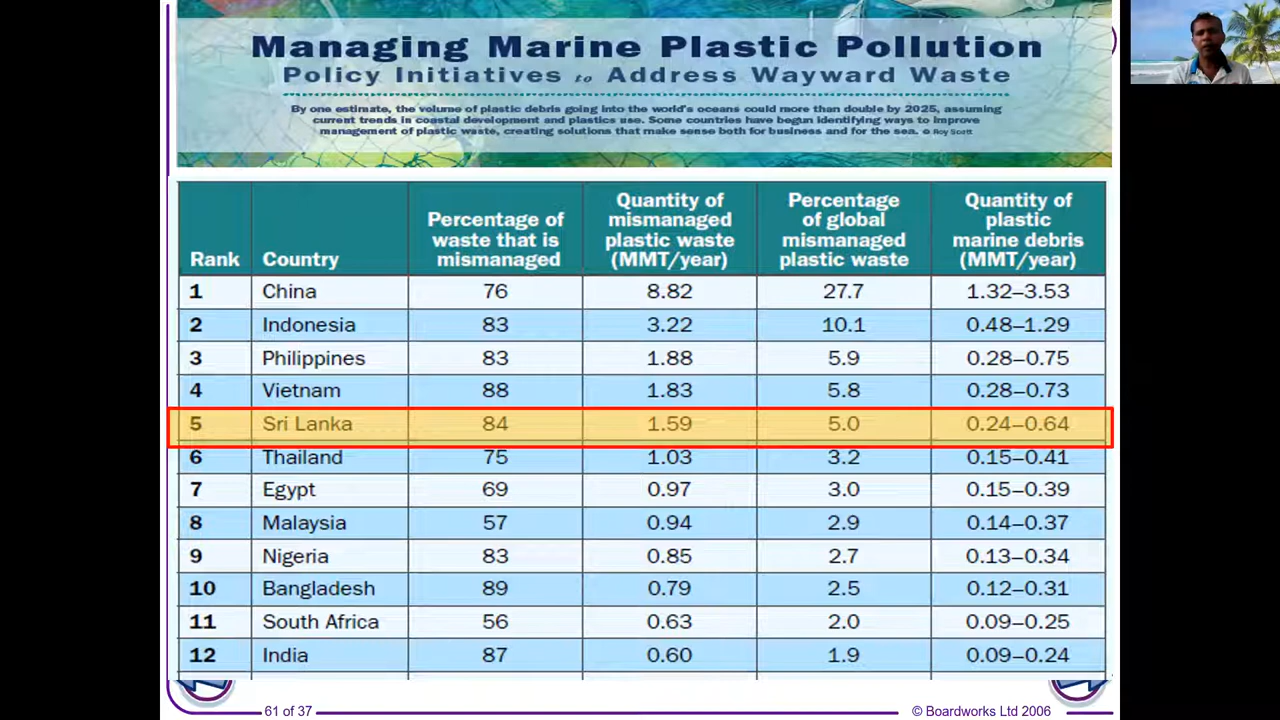 Managing Marine Plastic Pollution
Policy Initiatives to Address Wayward Waste
By one estimate, the volume of plastic debris going into the world's oceans could more than double by 2025, assuming
current trends in coastal development and plastics use. Some countries have begun identifying ways to improve
management of plastic waste, creating solutions that make sense both for business and for the sea. Roy Scott
Rank Country Percentage of waste that is mismanaged Quantity of mismanaged plastic waste (MMT/year) Percentage of global mismanaged plastic waste Quantity of plastic marine debris (MMT/year)
1 China 76 8.82 27.7 1.32–3.53
2 Indonesia 83 3.22 10.1 0.48–1.29
3 Philippines 83 1.88 5.9 0.28–0.75
4 Vietnam 88 1.83 5.8 0.28–0.73
5 Sri Lanka 84 1.59 5.0 0.24–0.64
6 Thailand 75 1.03 3.2 0.15–0.41
7 Egypt 69 0.97 3.0 0.15–0.39
8 Malaysia 57 0.94 2.9 0.14–0.37
9 Nigeria 83 0.85 2.7 0.13–0.34
10 Bangladesh 89 0.79 2.5 0.12–0.31
11 South Africa 56 0.63 2.0 0.09–0.25
12 India 87 0.60 1.9 0.09–0.24
61 of 37
© Boardworks Ltd 2006